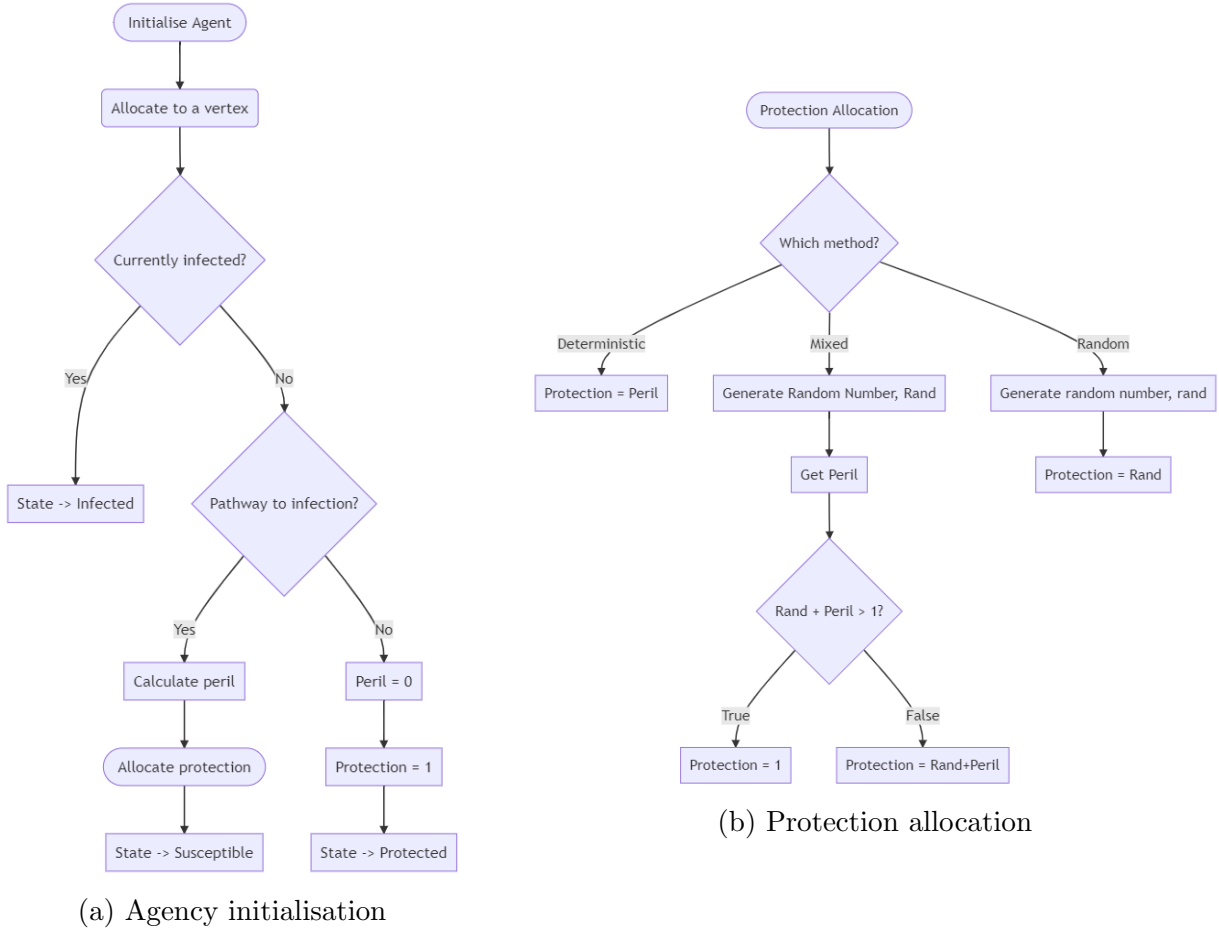 Initialise Agent
Allocate to a vertex
Currently infected?
Yes
No
State -> Infected
Pathway to infection?
Yes
No
Calculate peril
Peril = 0
Allocate protection
Protection = 1
State -> Susceptible
State -> Protected
(a) Agency initialisation
Protection Allocation
Which method?
Deterministic
Mixed
Random
Protection = Peril
Generate Random Number, Rand
Generate random number, rand
Get Peril
Protection = Rand
Rand + Peril > 1?
True
False
Protection = 1
Protection = Rand+Peril
(b) Protection allocation